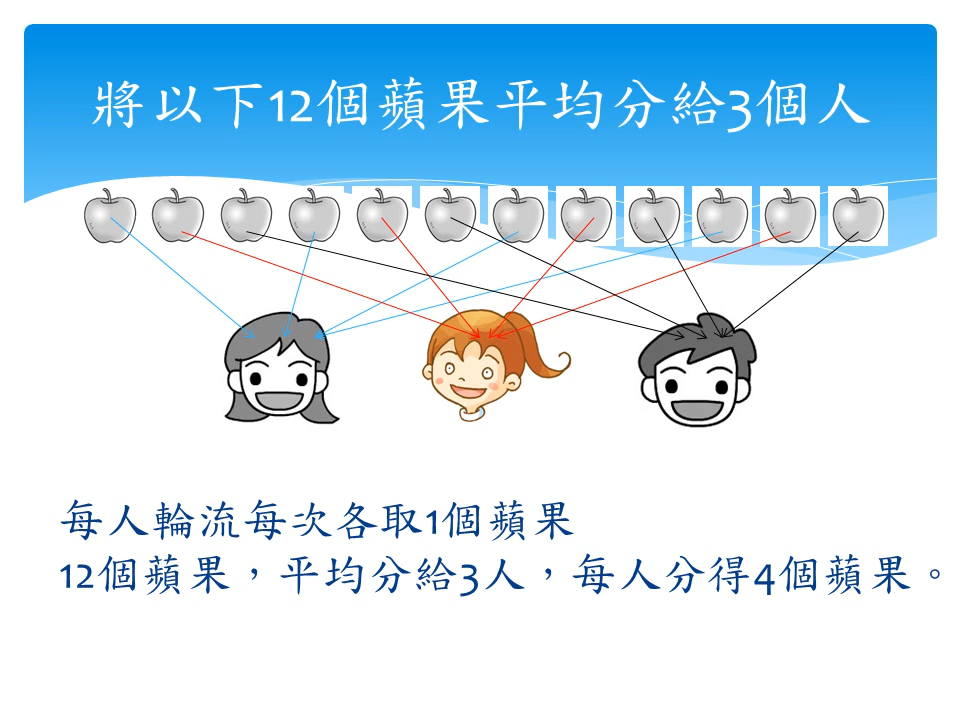 將以下12個蘋果平均分給3個人
每人輪流每次各取1個蘋果
12個蘋果，平均分給3人，每人分得4個蘋果。